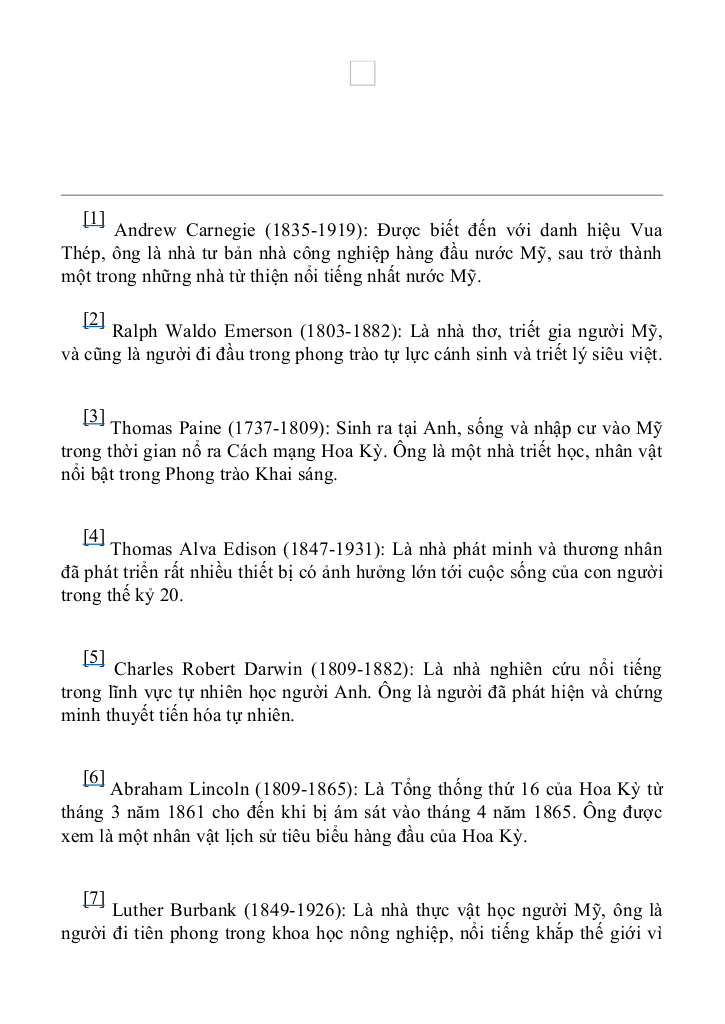 [1] Andrew Carnegie (1835-1919): Được biết đến với danh hiệu Vua
Thép, ông là nhà tư bản nhà công nghiệp hàng đầu nước Mỹ, sau trở thành
một trong những nhà từ thiện nổi tiếng nhất nước Mỹ.
[2] Ralph Waldo Emerson (1803-1882): Là nhà thơ, triết gia người Mỹ,
và cũng là người đi đầu trong phong trào tự lực cánh sinh và triết lý siêu việt.
[3] Thomas Paine (1737-1809): Sinh ra tại Anh, sống và nhập cư vào Mỹ
trong thời gian nổ ra Cách mạng Hoa Kỳ. Ông là một nhà triết học, nhân vật
nổi bật trong Phong trào Khai sáng.
[4] Thomas Alva Edison (1847-1931): Là nhà phát minh và thương nhân
đã phát triển rất nhiều thiết bị có ảnh hưởng lớn tới cuộc sống của con người
trong thế kỷ 20.
[5] Charles Robert Darwin (1809-1882): Là nhà nghiên cứu nổi tiếng
trong lĩnh vực tự nhiên học người Anh. Ông là người đã phát hiện và chứng
minh thuyết tiến hóa tự nhiên.
[6] Abraham Lincoln (1809-1865): Là Tổng thống thứ 16 của Hoa Kỳ từ
tháng 3 năm 1861 cho đến khi bị ám sát vào tháng 4 năm 1865. Ông được
xem là một nhân vật lịch sử tiêu biểu hàng đầu của Hoa Kỳ.
[7] Luther Burbank (1849-1926): Là nhà thực vật học người Mỹ, ông là
người đi tiên phong trong khoa học nông nghiệp, nổi tiếng khắp thế giới vì